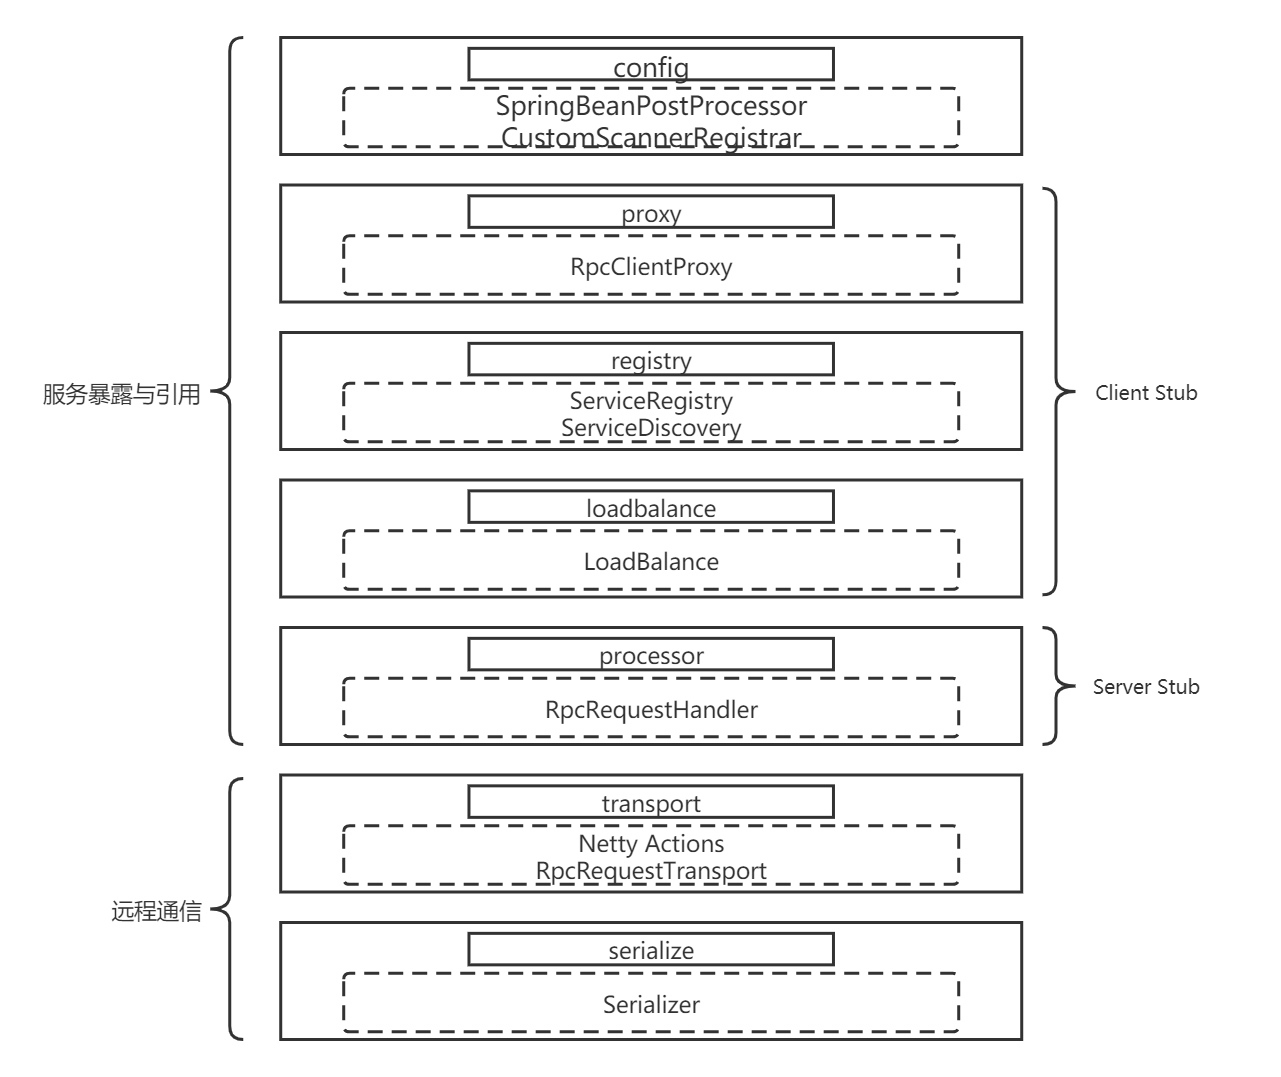 config
SpringBeanPostProcessor
CustomScannerRegistrar
proxy
RpcClientProxy
registry
ServiceRegistry
ServiceDiscovery
服务暴露与引用
Client Stub
loadbalance
LoadBalance
processor
RpcRequestHandler
Server Stub
transport
Netty Actions
RpcRequestTransport
远程通信
serialize
Serializer